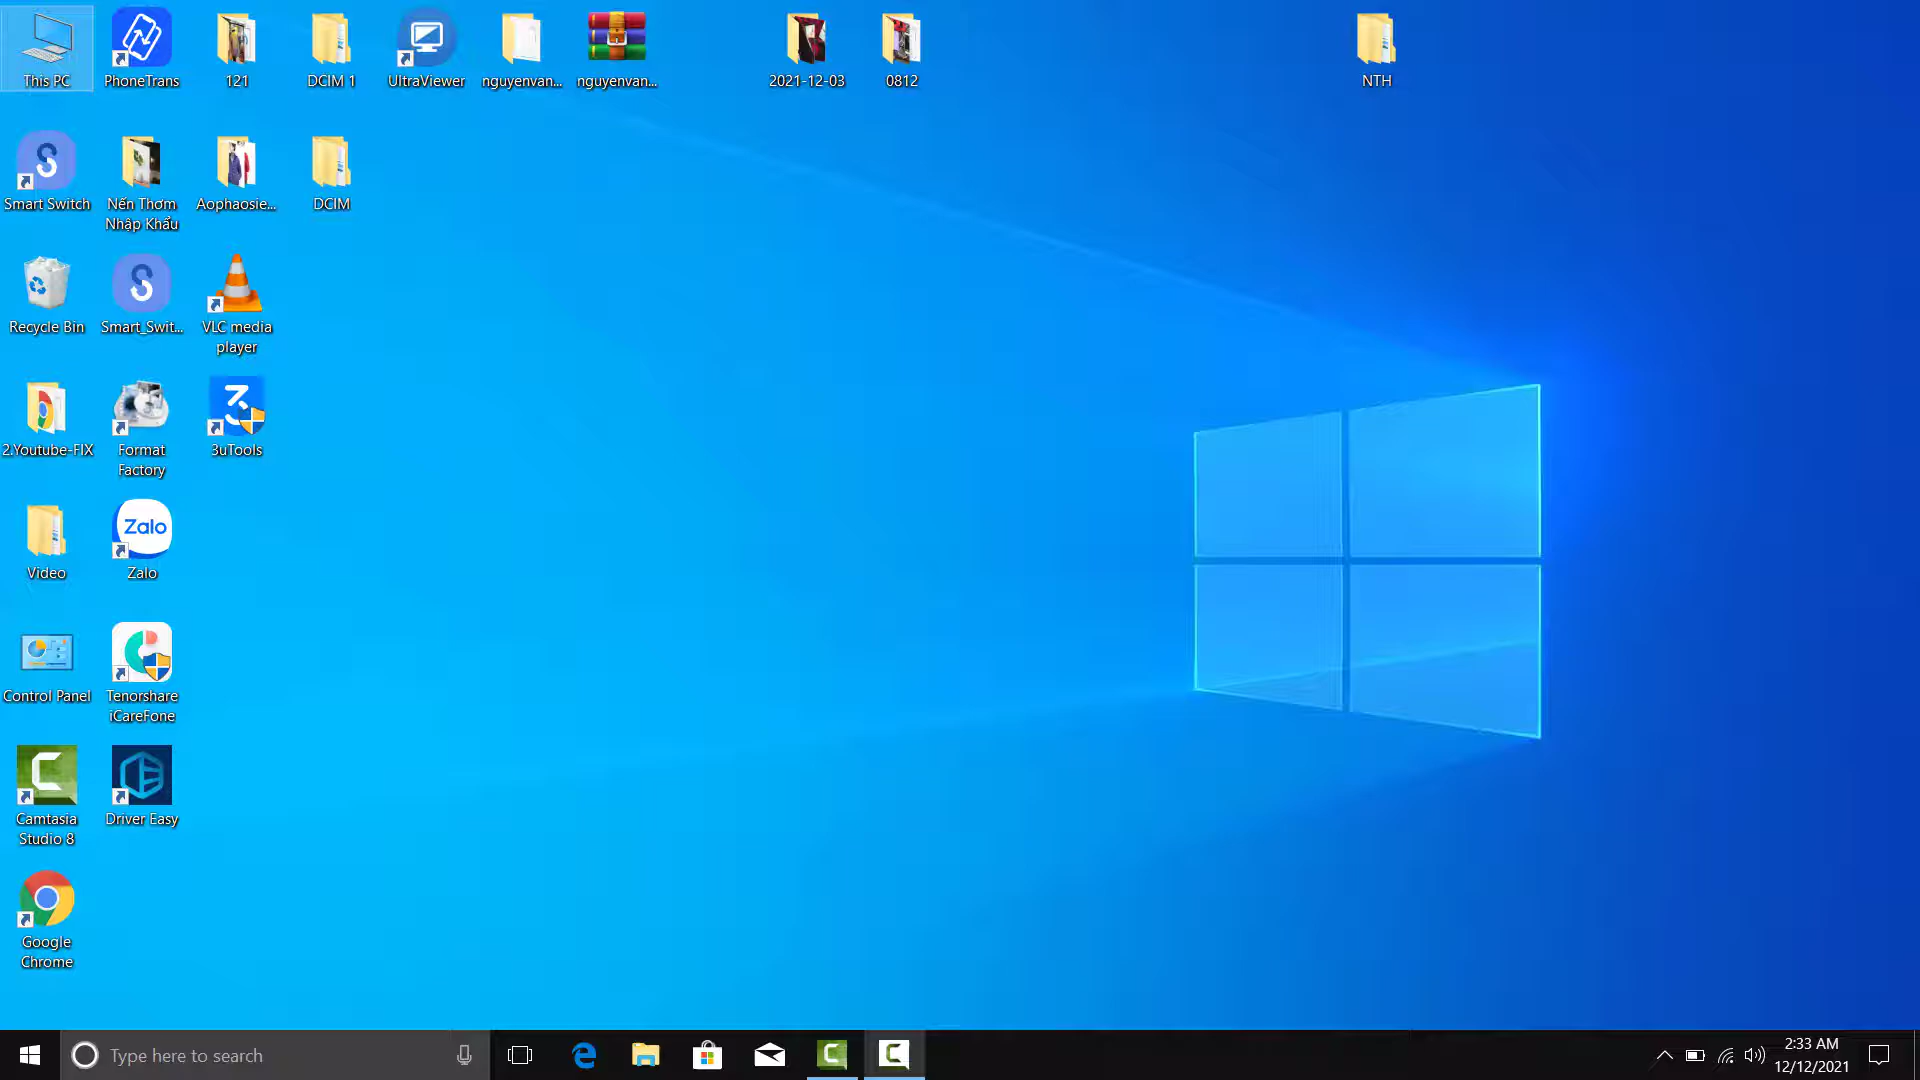 This PC
PhoneTrans
121
DCIM 1
UltraViewer
nguyenvan...
nguyenvan...
2021-12-03
0812
NTH
Smart Switch
Nến Thơm
Nhập Khẩu
Aophaosie...
DCIM
Recycle Bin
Smart_Swit...
VLC media
player
2.Youtube-FIX
Format
Factory
3uTools
Zalo
Video
Zalo
Control Panel
Tenorshare
iCareFone
Camtasia
Studio 8
Driver Easy
Google
Chrome
Type here to search
2:33 AM
12/12/2021